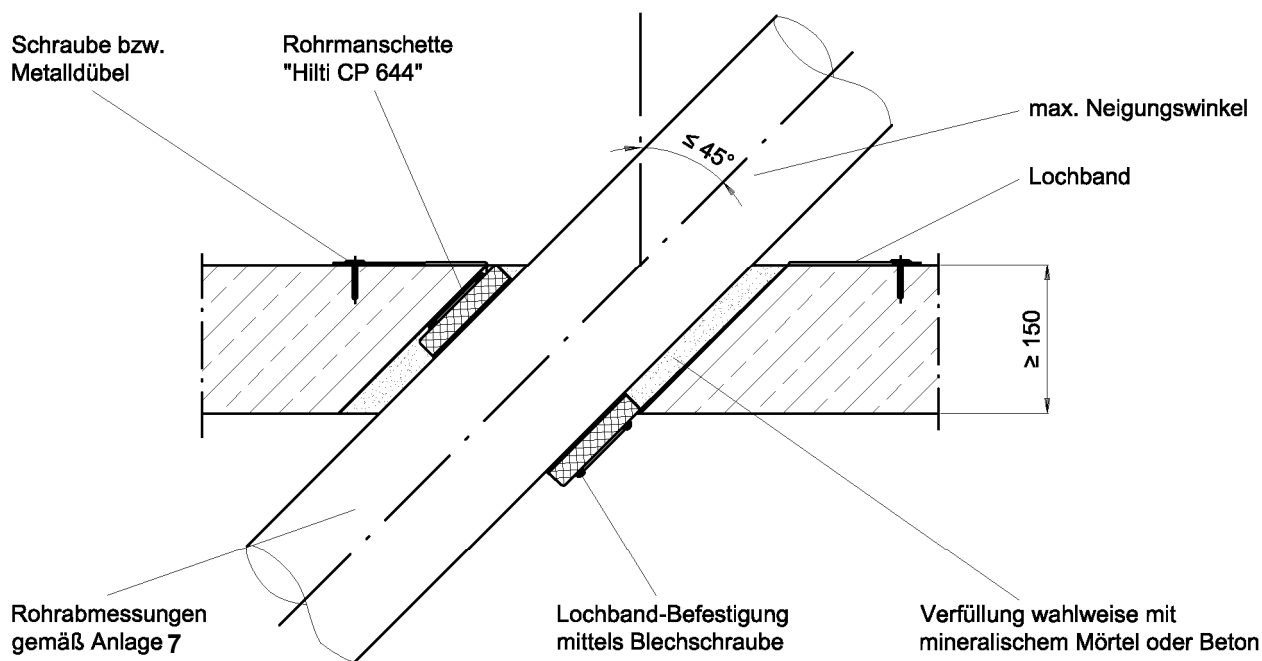 Schraube bzw.
Metalldübel
Rohrmanschette
"Hilti CP 644"
max. Neigungswinkel
≤ 45°
Lochband
≥ 150
Rohrabmessungen
gemäß Anlage 7
Lochband-Befestigung
mittels Blechschraube
Verfüllung wahlweise mit
mineralischem Mörtel oder Beton